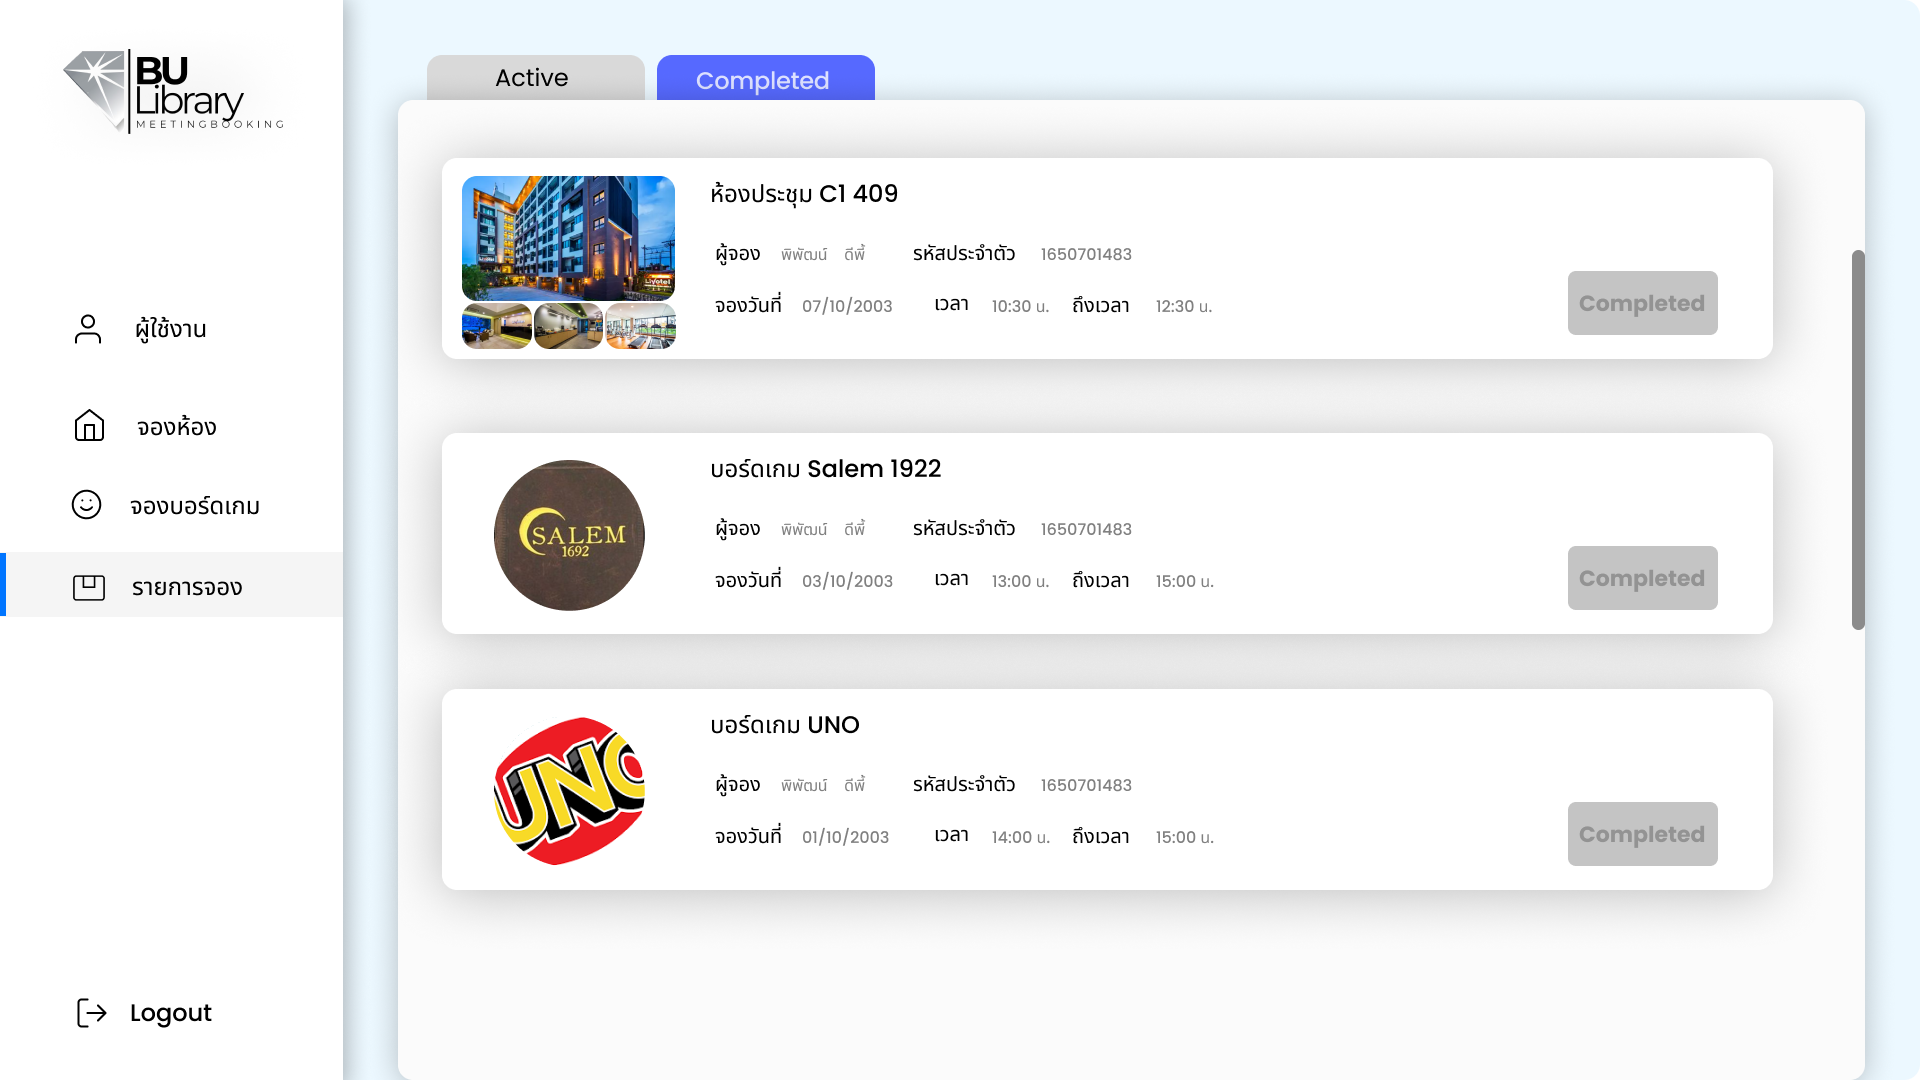 BU
Library
MEETINGBOOKING
ผู้ใช้งาน
จองห้อง
จองบอร์ดเกม
รายการจอง
Logout
Active
Completed
ห้องประชุม C1 409
ผู้จอง พิพัฒน์ ดีพี้ รหัสประจำตัว 1650701483
จองวันที่ 07/10/2003 เวลา 10:30 น. ถึงเวลา 12:30 น.
Completed
บอร์ดเกม Salem 1922
SALEM
1692
ผู้จอง พิพัฒน์ ดีพี้ รหัสประจำตัว 1650701483
จองวันที่ 03/10/2003 เวลา 13:00 น. ถึงเวลา 15:00 น.
Completed
บอร์ดเกม UNO
UNO
ผู้จอง พิพัฒน์ ดีพี้ รหัสประจำตัว 1650701483
จองวันที่ 01/10/2003 เวลา 14:00 น. ถึงเวลา 15:00 น.
Completed